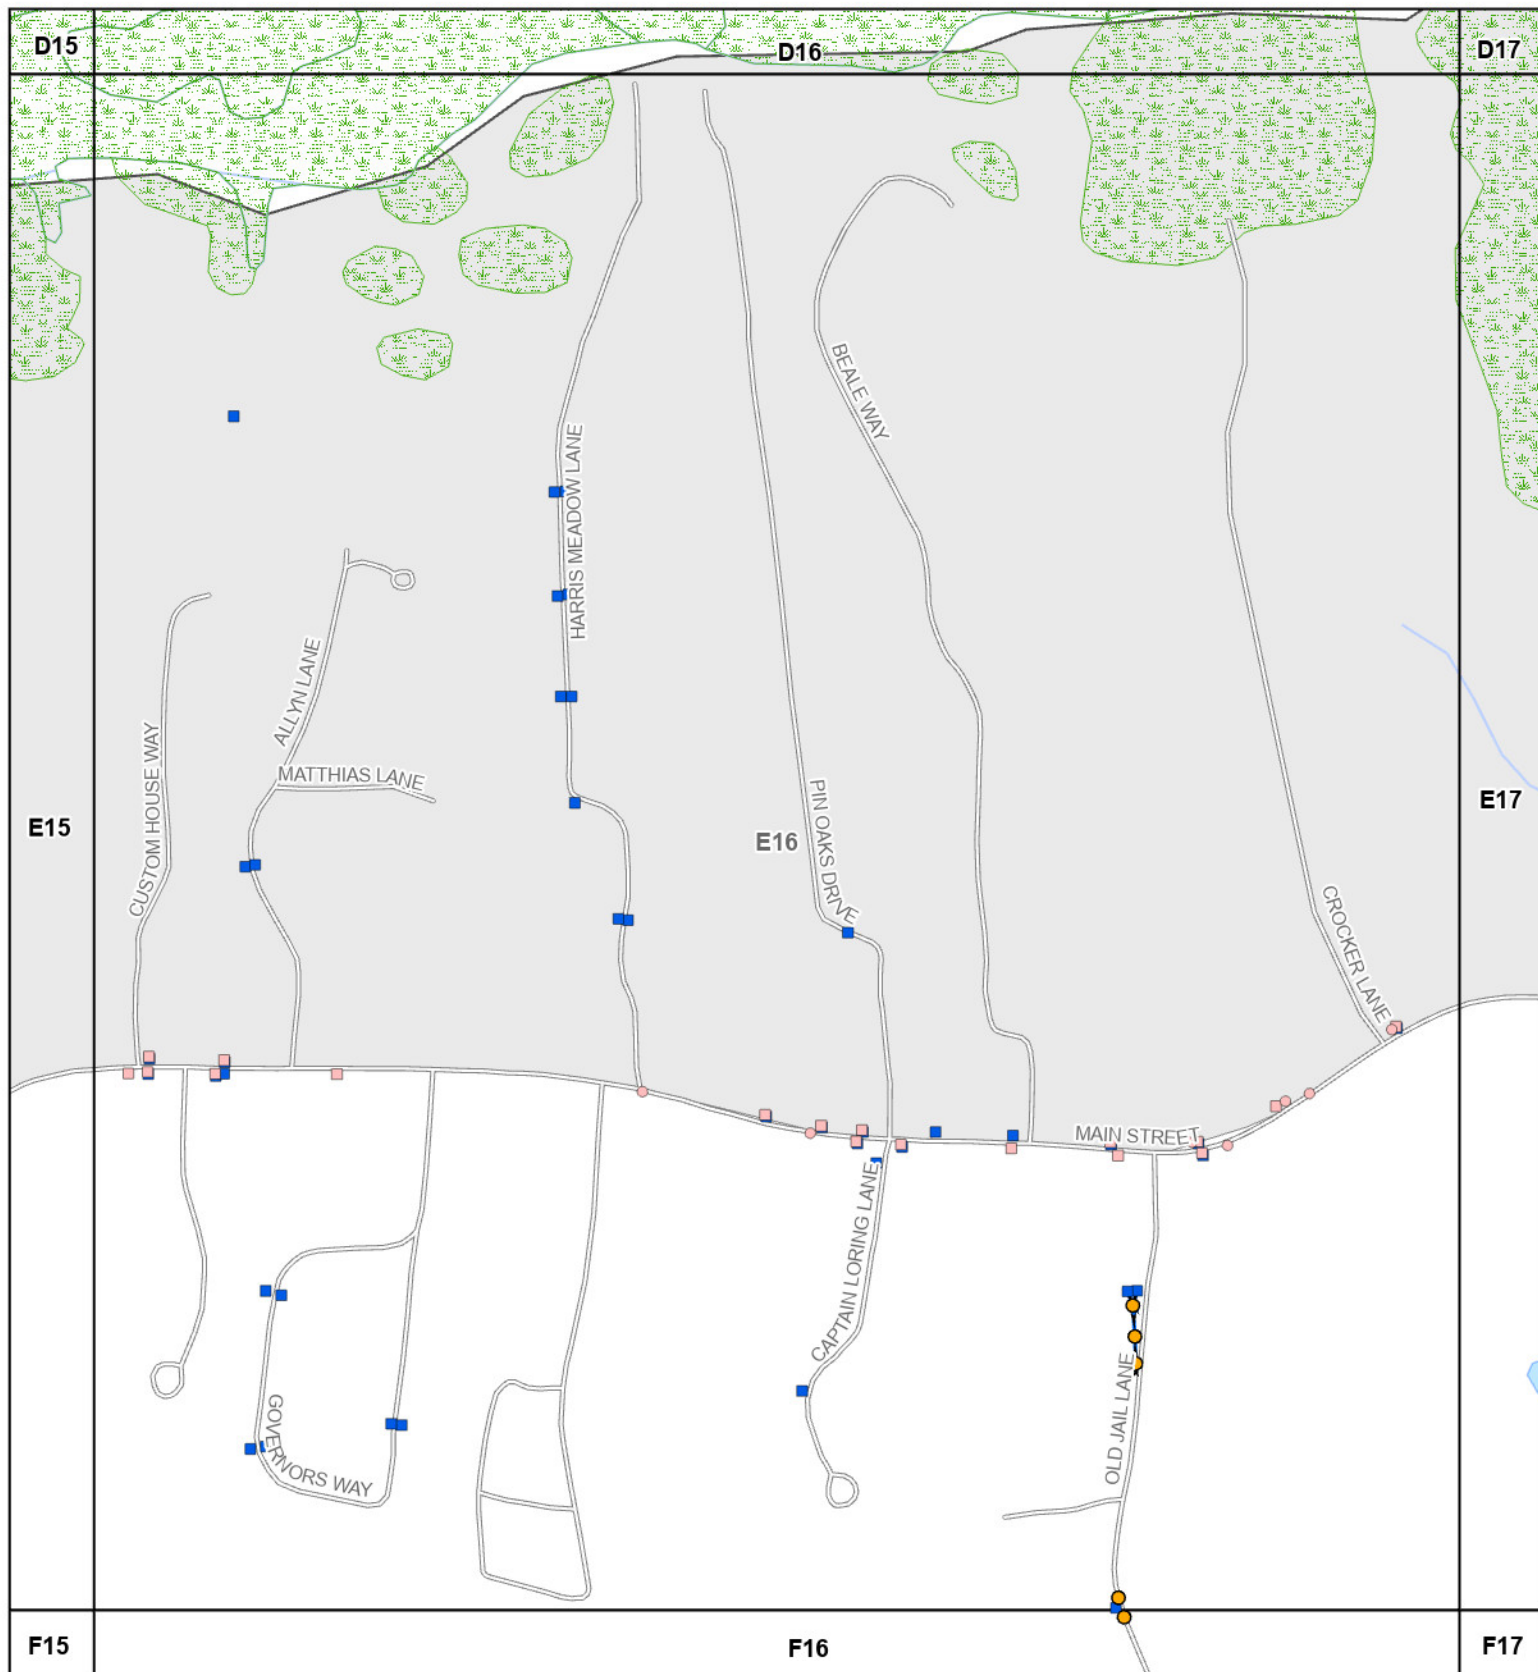 D15
D16
D17
BEALE WAY
HARRIS MEADOW LANE
ALLYN LANE
CUSTOM HOUSE WAY
MATTHIAS LANE
PIN OAKS DRIVE
E15
E16
E17
CROCKER LANE
MAIN STREET
CAPTAIN LORING LANE
OLD JAIL LANE
GOVERNORS WAY
F15
F16
F17